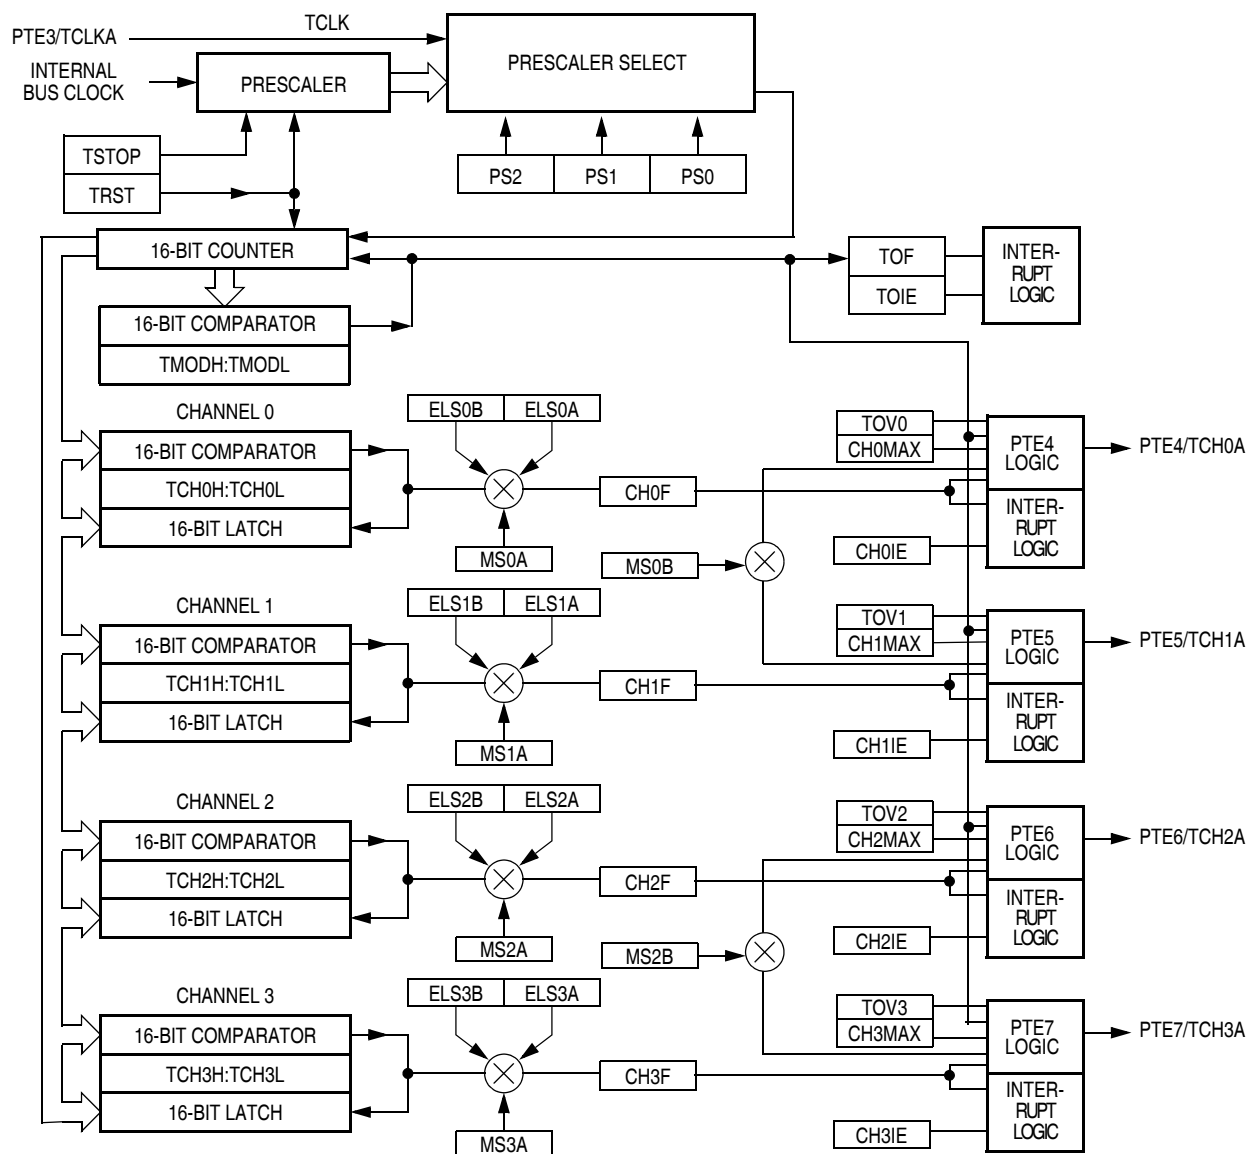 TCLK
PTE3/TCLKA
PRESCALER SELECT
INTERNAL
BUS CLOCK
PRESCALER
TSTOP
TRST
PS2
PS1
PS0
16-BIT COUNTER
TOF
TOIE
INTER-
RUPT
LOGIC
16-BIT COMPARATOR
TMODH:TMODL
CHANNEL 0
ELS0B
ELS0A
16-BIT COMPARATOR
TCH0H:TCH0L
16-BIT LATCH
MS0A
CH0F
MS0B
TOV0
CH0MAX
CH0IE
PTE4
LOGIC
INTER-
RUPT
LOGIC
PTE4/TCH0A
CHANNEL 1
ELS1B
ELS1A
16-BIT COMPARATOR
TCH1H:TCH1L
16-BIT LATCH
MS1A
CH1F
TOV1
CH1MAX
CH1IE
PTE5
LOGIC
INTER-
RUPT
LOGIC
PTE5/TCH1A
CHANNEL 2
ELS2B
ELS2A
16-BIT COMPARATOR
TCH2H:TCH2L
16-BIT LATCH
MS2A
CH2F
MS2B
TOV2
CH2MAX
CH2IE
PTE6
LOGIC
INTER-
RUPT
LOGIC
PTE6/TCH2A
CHANNEL 3
ELS3B
ELS3A
16-BIT COMPARATOR
TCH3H:TCH3L
16-BIT LATCH
MS3A
CH3F
TOV3
CH3MAX
CH3IE
PTE7
LOGIC
INTER-
RUPT
LOGIC
PTE7/TCH3A